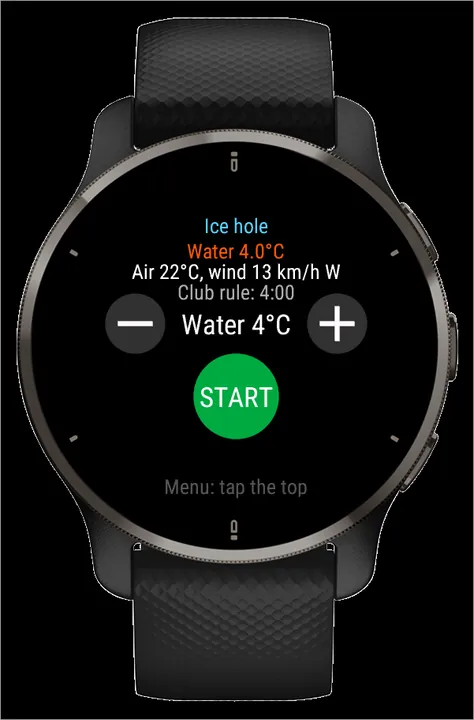 Ice hole
Water 4.0°C
Air 22°C, wind 13 km/h W
Club rule: 4:00
Water 4°C
START
Menu: tap the top